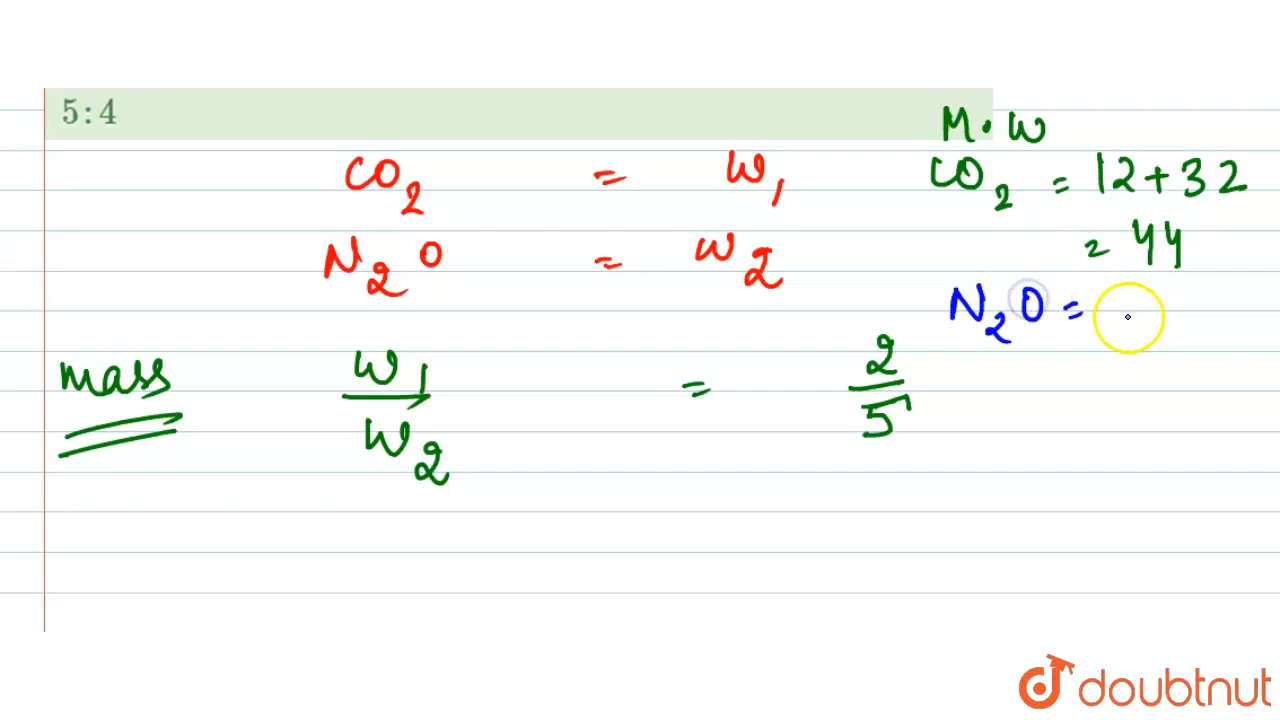 5:4
M. W
CO2 = W1
CO2 = 12+32
= 44
N2O = W2
N2O =
mass
W1/W2 = 2/5
doubtnut